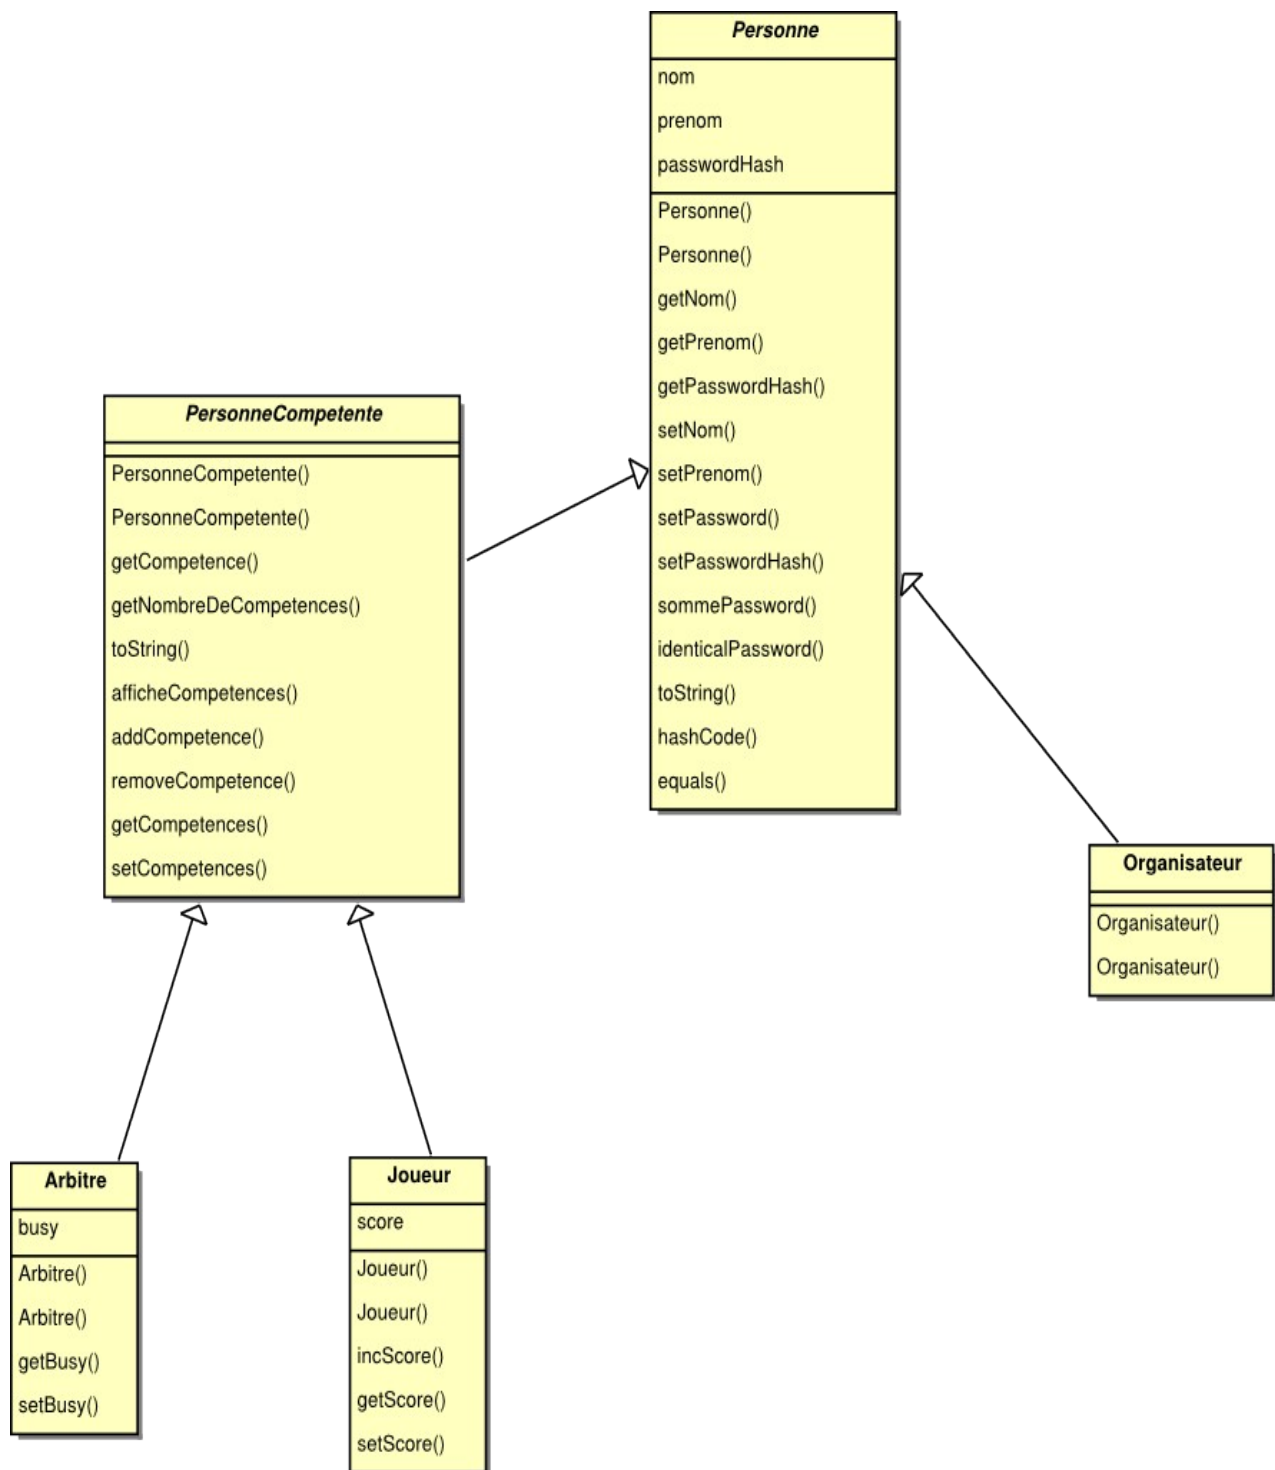 Personne
nom
prenom
passwordHash
Personne()
Personne()
getNom()
getPrenom()
getPasswordHash()
setNom()
setPrenom()
setPassword()
setPasswordHash()
sommePassword()
identicalPassword()
toString()
hashCode()
equals()
PersonneCompetente
PersonneCompetente()
PersonneCompetente()
getCompetence()
getNombreDeCompetences()
toString()
afficheCompetences()
addCompetence()
removeCompetence()
getCompetences()
setCompetences()
Organisateur
Organisateur()
Organisateur()
Arbitre
busy
Arbitre()
Arbitre()
getBusy()
setBusy()
Joueur
score
Joueur()
Joueur()
incScore()
getScore()
setScore()